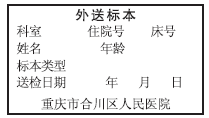 外送标本
科室 住院号 床号
姓名 年龄
标本类型
送检日期 年 月 日
重庆市合川区人民医院